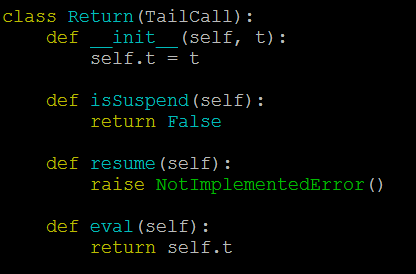 class Return(TailCall):
    def __init__(self, t):
        self.t = t

    def isSuspend(self):
        return False

    def resume(self):
        raise NotImplementedError()

    def eval(self):
        return self.t